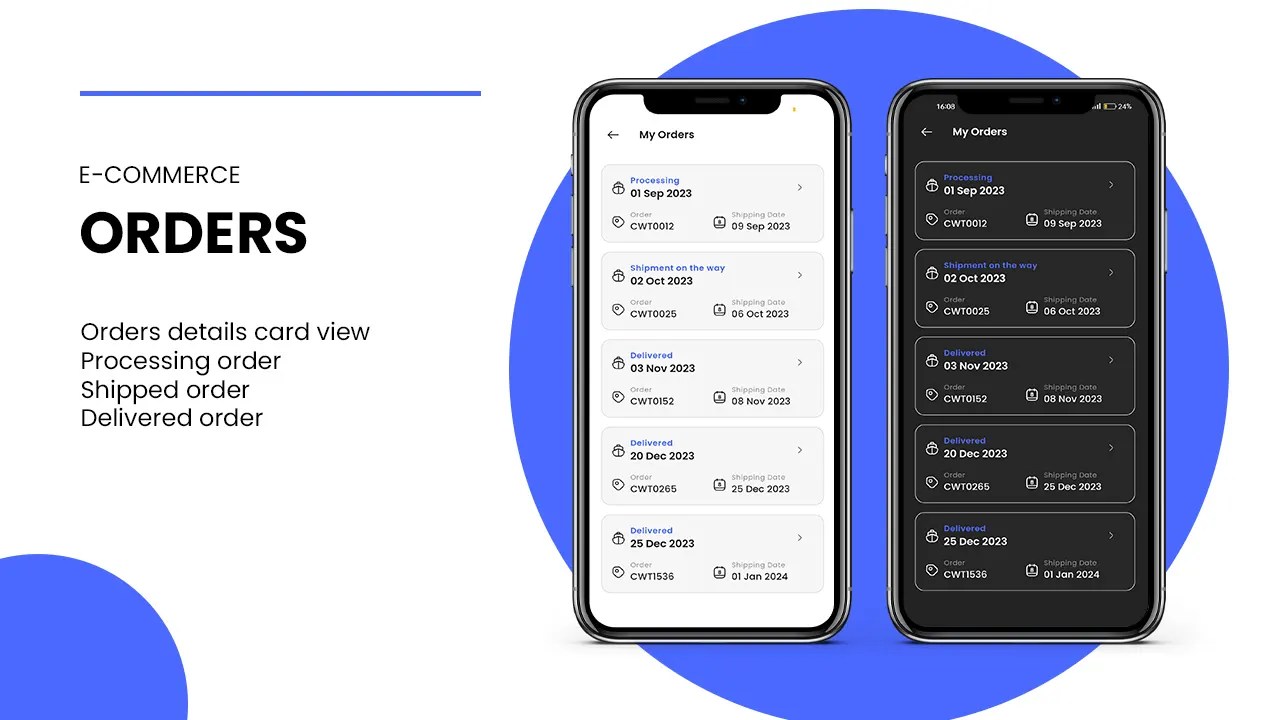 E-COMMERCE
ORDERS
Orders details card view
Processing order
Shipped order
Delivered order
My Orders
Processing
01 Sep 2023
Order
Shipping Date
CWT0012
09 Sep 2023
Shipment on the way
02 Oct 2023
Order
Shipping Date
CWT0025
06 Oct 2023
Delivered
03 Nov 2023
Order
Shipping Date
CWT0152
08 Nov 2023
Delivered
20 Dec 2023
Order
Shipping Date
CWT0265
25 Dec 2023
Delivered
25 Dec 2023
Order
Shipping Date
CWT1536
01 Jan 2024
16:08
24%
My Orders
Processing
01 Sep 2023
Order
Shipping Date
CWT0012
09 Sep 2023
Shipment on the way
02 Oct 2023
Order
Shipping Date
CWT0025
06 Oct 2023
Delivered
03 Nov 2023
Order
Shipping Date
CWT0152
08 Nov 2023
Delivered
20 Dec 2023
Order
Shipping Date
CWT0265
25 Dec 2023
Delivered
25 Dec 2023
Order
Shipping Date
CWT1536
01 Jan 2024